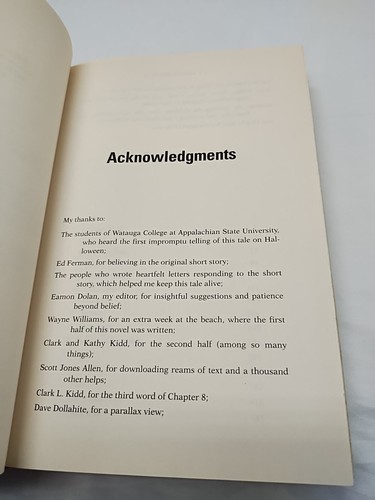 Acknowledgments
My thanks to:
The students of Watauga College at Appalachian State University,
who heard the first impromptu telling of this tale on Hal-
loween;
Ed Ferman, for believing in the original short story;
The people who wrote heartfelt letters responding to the short
story, which helped me keep this tale alive;
Eamon Dolan, my editor, for insightful suggestions and patience
beyond belief;
Wayne Williams, for an extra week at the beach, where the first
half of this novel was written;
Clark and Kathy Kidd, for the second half (among so many
things);
Scott Jones Allen, for downloading reams of text and a thousand
other helps;
Clark L. Kidd, for the third word of Chapter 8;
Dave Dollahite, for a parallax view;